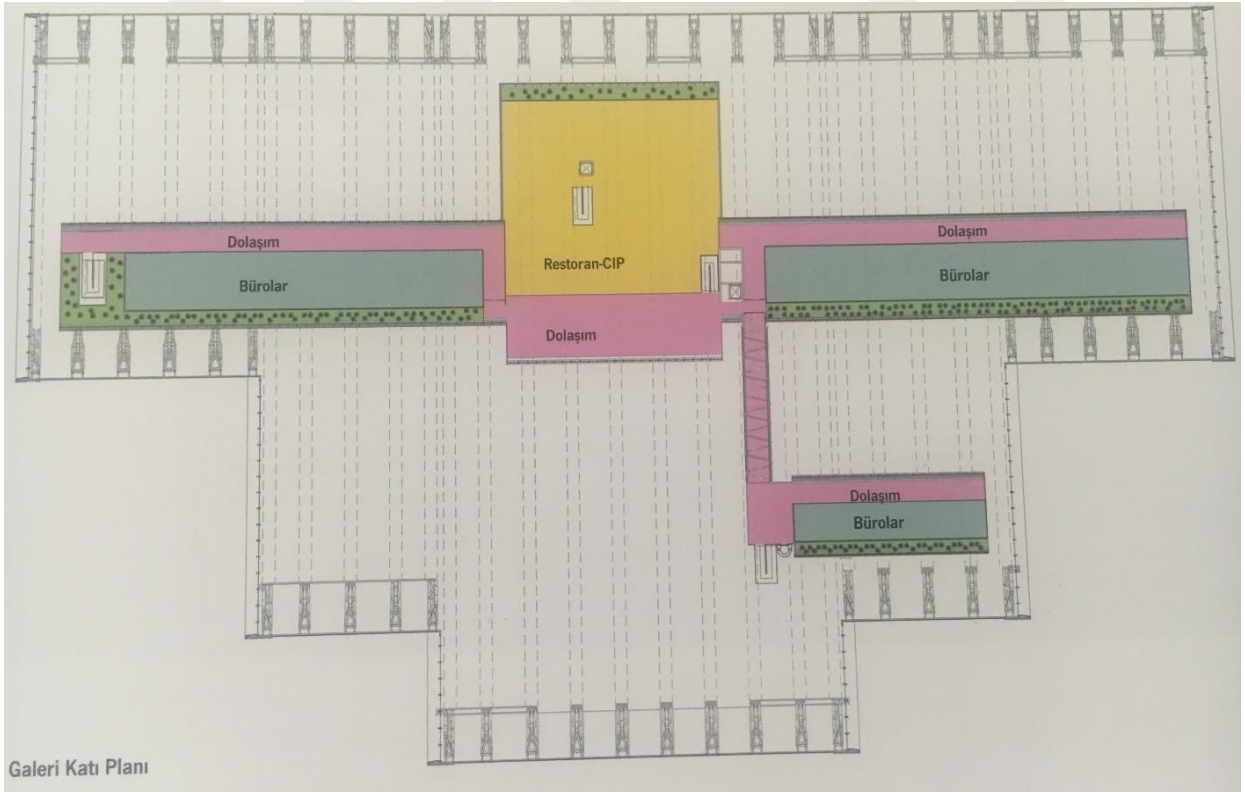 Dolaşım
Dolaşım
Bürolar
Bürolar
Restoran-CIP
Dolaşım
Dolaşım
Bürolar
Galeri Katı Planı